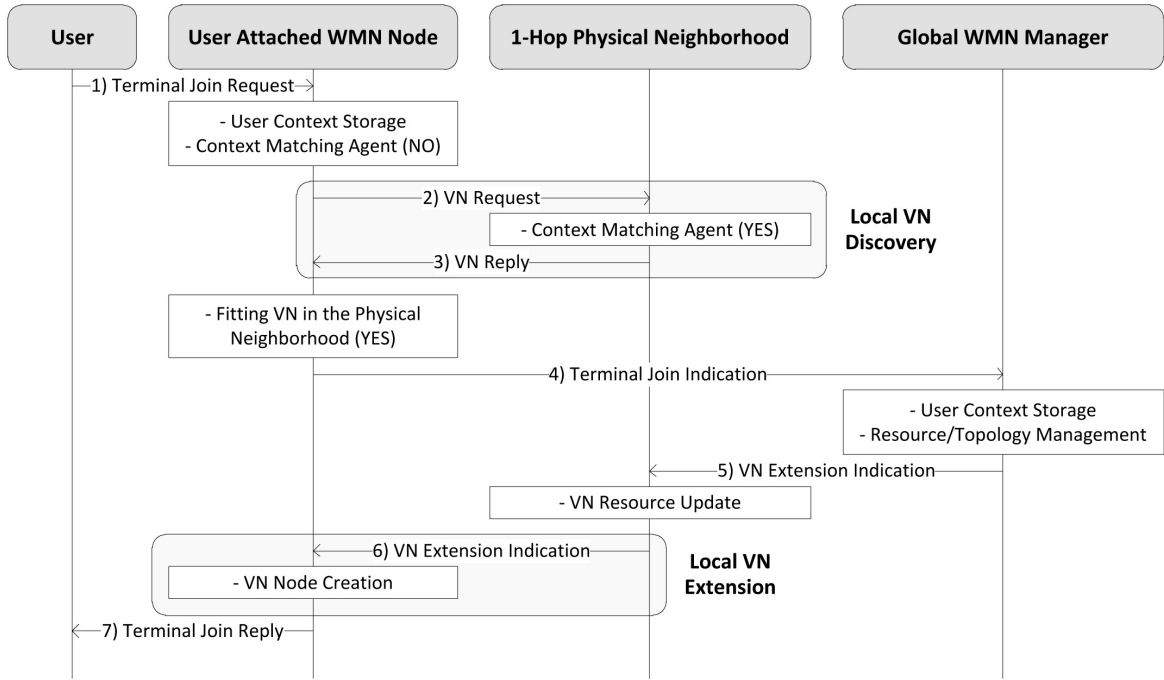 User
User Attached WMN Node
1-Hop Physical Neighborhood
Global WMN Manager
1) Terminal Join Request
- User Context Storage
- Context Matching Agent (NO)
2) VN Request
- Context Matching Agent (YES)
3) VN Reply
Local VN
Discovery
- Fitting VN in the Physical
Neighborhood (YES)
4) Terminal Join Indication
- User Context Storage
- Resource/Topology Management
5) VN Extension Indication
- VN Resource Update
6) VN Extension Indication
- VN Node Creation
Local VN
Extension
7) Terminal Join Reply